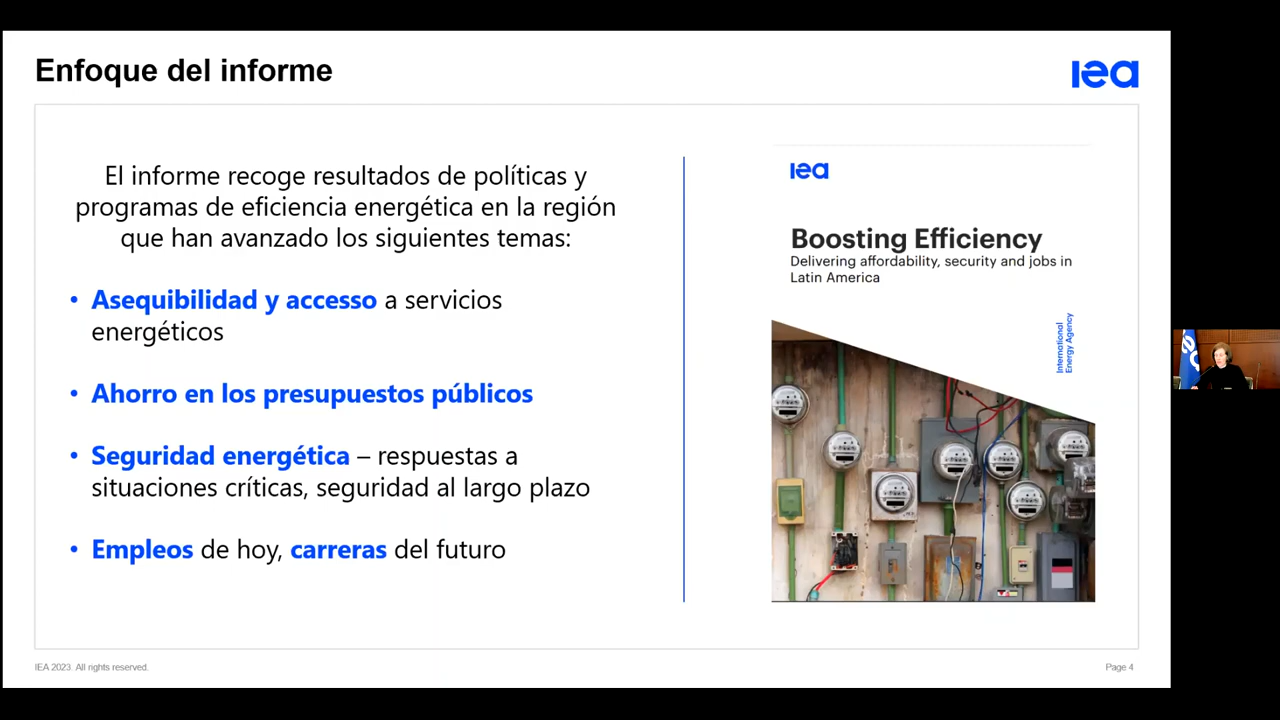 Enfoque del informe
iea
El informe recoge resultados de políticas y
programas de eficiencia energética en la región
que han avanzado los siguientes temas:
• Asequibilidad y accesso a servicios
energéticos
• Ahorro en los presupuestos públicos
• Seguridad energética – respuestas a
situaciones críticas, seguridad al largo plazo
• Empleos de hoy, carreras del futuro
iea
Boosting Efficiency
Delivering affordability, security and jobs in
Latin America
International
Energy Agency
IEA 2023. All rights reserved.
Page 4